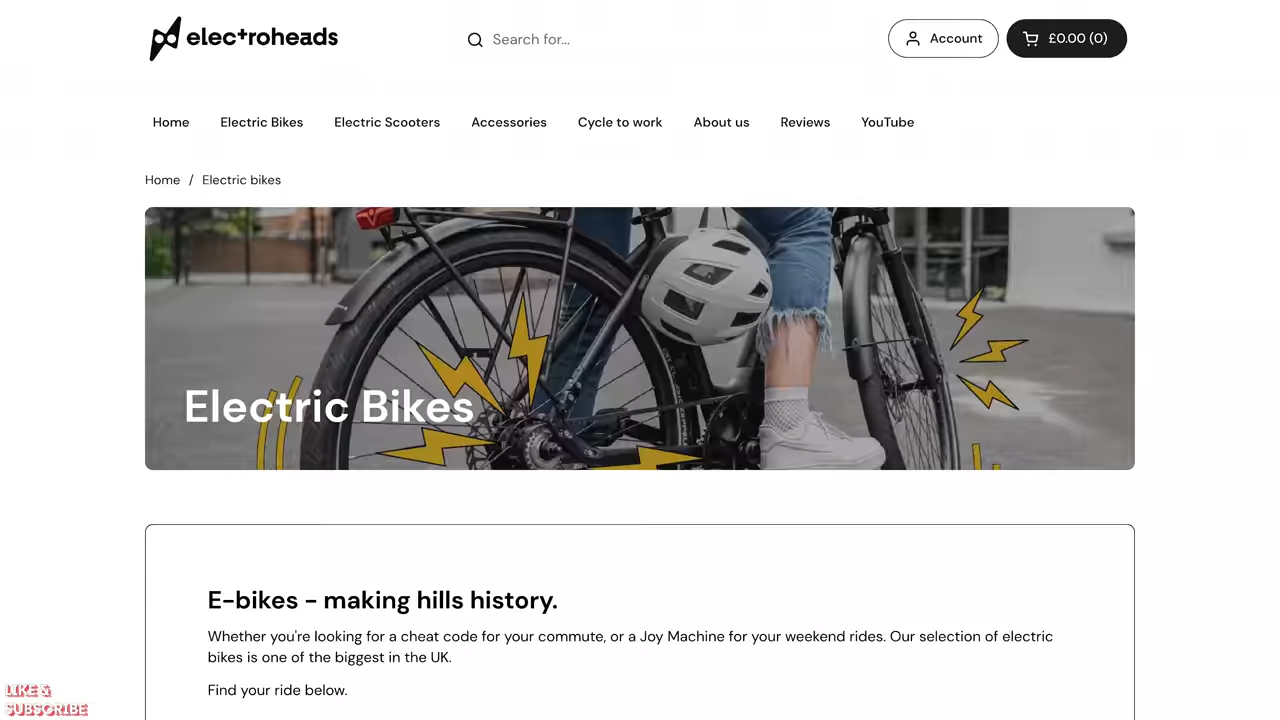 electroheads
Search for...
Account
£0.00 (0)
Home
Electric Bikes
Electric Scooters
Accessories
Cycle to work
About us
Reviews
YouTube
Home / Electric bikes
Electric Bikes
E-bikes - making hills history.
Whether you're looking for a cheat code for your commute, or a Joy Machine for your weekend rides. Our selection of electric
bikes is one of the biggest in the UK.
Find your ride below.
LIKE &
SUBSCRIBE